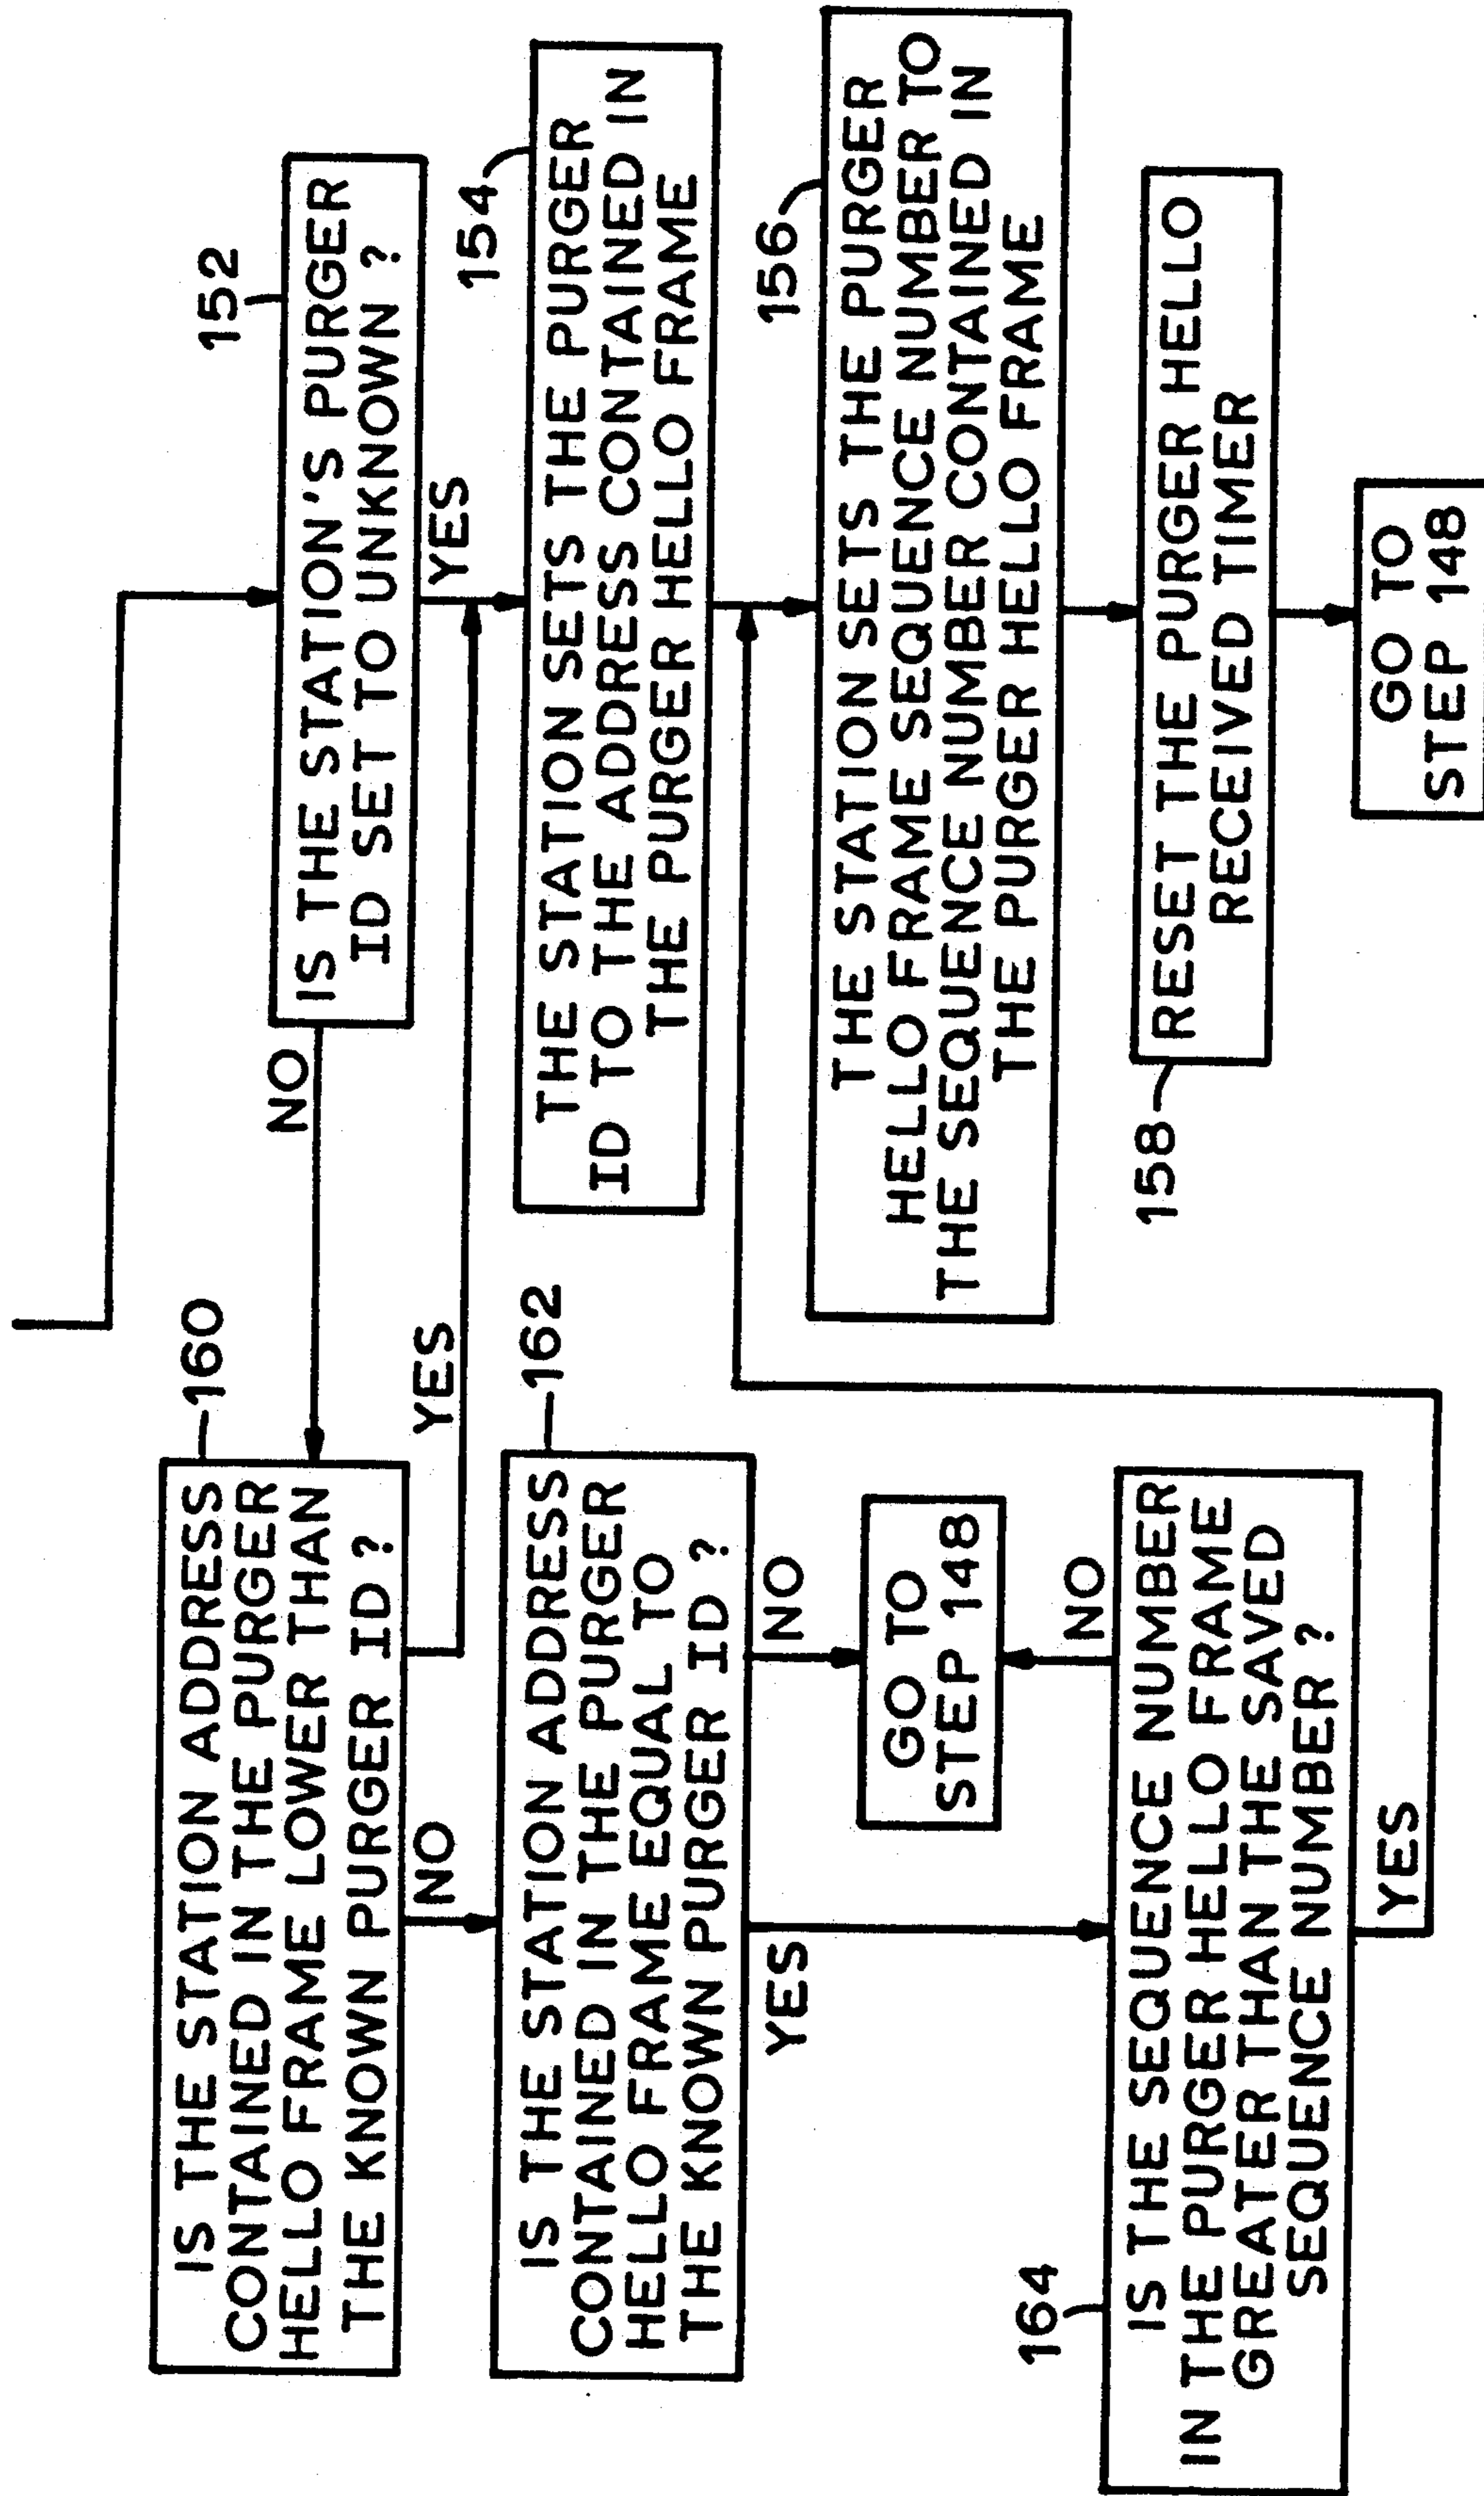 152
IS THE STATION'S PURGER
ID SET TO UNKNOWN?
NO
YES
160
IS THE STATION ADDRESS
CONTAINED IN THE PURGER
HELLO FRAME LOWER THAN
THE KNOWN PURGER ID?
NO
YES
154
THE STATION SETS THE PURGER
ID TO THE ADDRESS CONTAINED IN
THE PURGER HELLO FRAME
162
IS THE STATION ADDRESS
CONTAINED IN THE PURGER
HELLO FRAME EQUAL TO
THE KNOWN PURGER ID?
YES
NO
156
THE STATION SETS THE PURGER
HELLO FRAME SEQUENCE NUMBER TO
THE SEQUENCE NUMBER CONTAINED IN
THE PURGER HELLO FRAME
GO TO
STEP 148
NO
164
IS THE SEQUENCE NUMBER
IN THE PURGER HELLO FRAME
GREATER THAN THE SAVED
SEQUENCE NUMBER?
YES
158
RESET THE PURGER HELLO
RECEIVED TIMER
GO TO
STEP 148